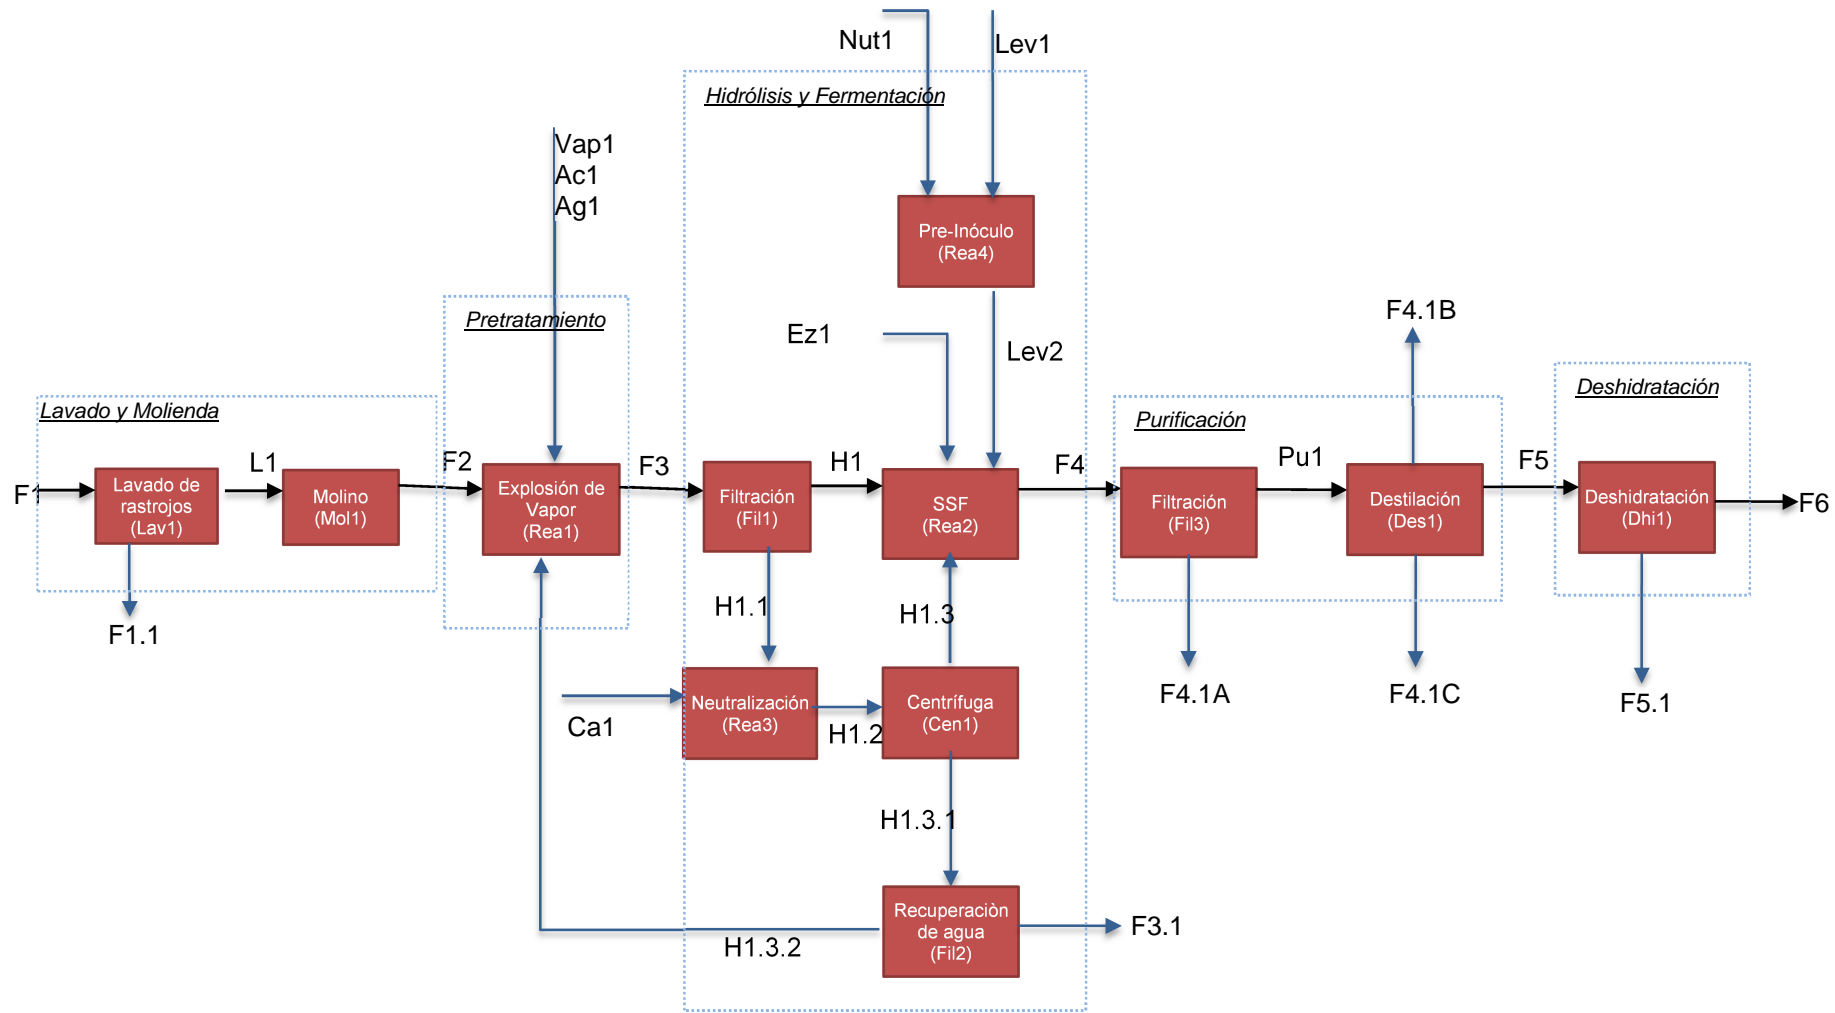 Nut1
Lev1
Hidrólisis y Fermentación
Vap1
Ac1
Ag1
Pre-Inóculo
(Rea4)
Pretratamiento
Ez1
Lev2
F4.1B
Deshidratación
Lavado y Molienda
Purificación
F1
Lavado de
rastrojos
(Lav1)
L1
Molino
(Mol1)
F2
Explosión de
Vapor
(Rea1)
F3
Filtración
(Fil1)
H1
SSF
(Rea2)
F4
Filtración
(Fil3)
Pu1
Destilación
(Des1)
F5
Deshidratación
(Dhi1)
F6
F1.1
H1.1
H1.3
F4.1A
F4.1C
F5.1
Ca1
Neutralización
(Rea3)
H1.2
Centrífuga
(Cen1)
H1.3.1
Recuperaciòn
de agua
(Fil2)
F3.1
H1.3.2